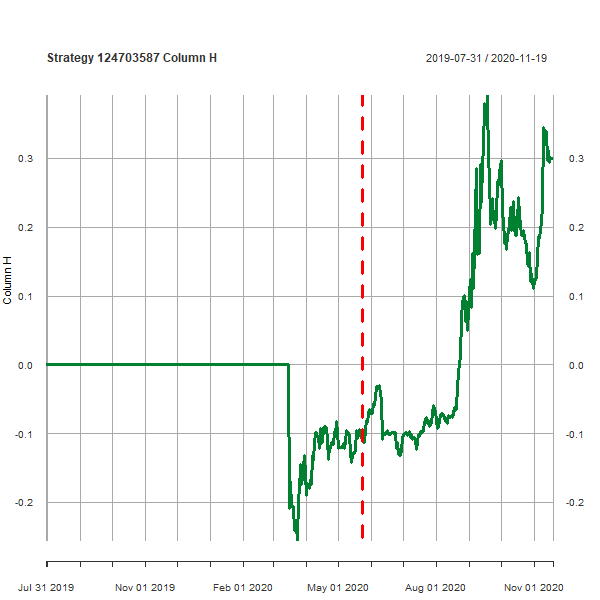 Strategy 124703587 Column H
2019-07-31 / 2020-11-19
0.3
0.3
0.2
0.2
Column H
0.1
0.1
0.0
0.0
-0.1
-0.1
-0.2
-0.2
Jul 31 2019
Nov 01 2019
Feb 01 2020
May 01 2020
Aug 01 2020
Nov 01 2020